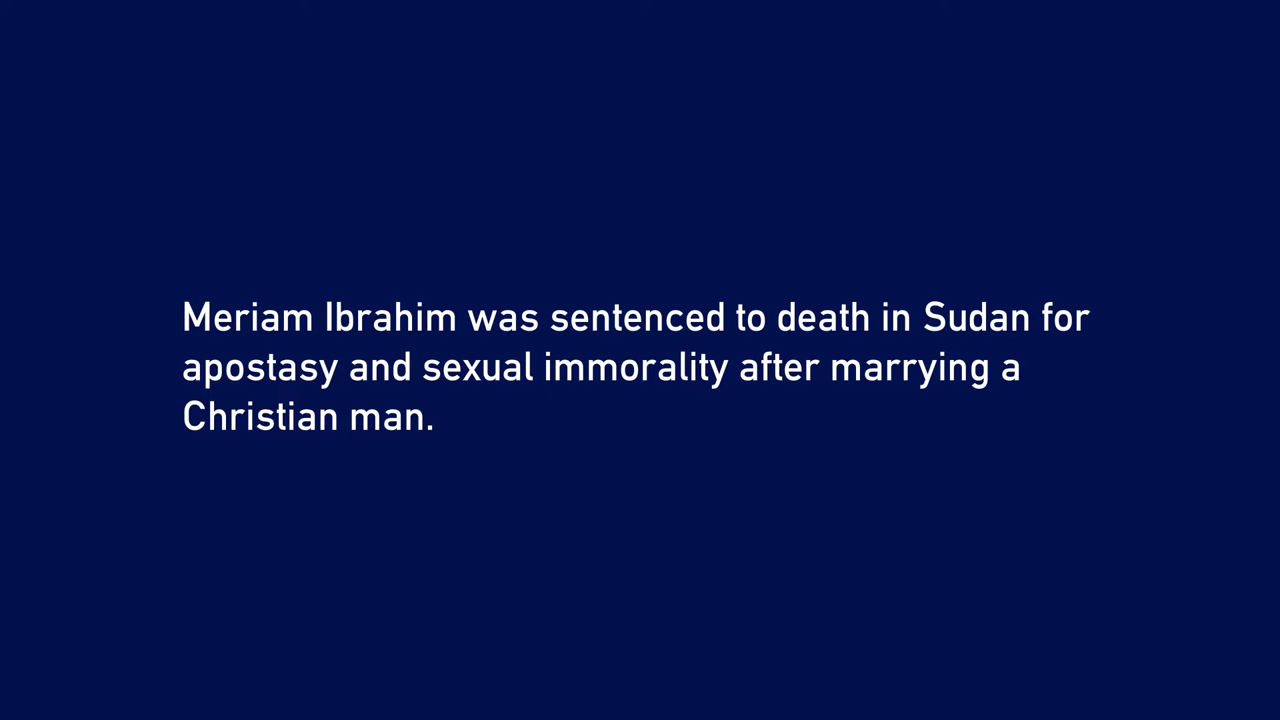 Meriam Ibrahim was sentenced to death in Sudan for
apostasy and sexual immorality after marrying a
Christian man.